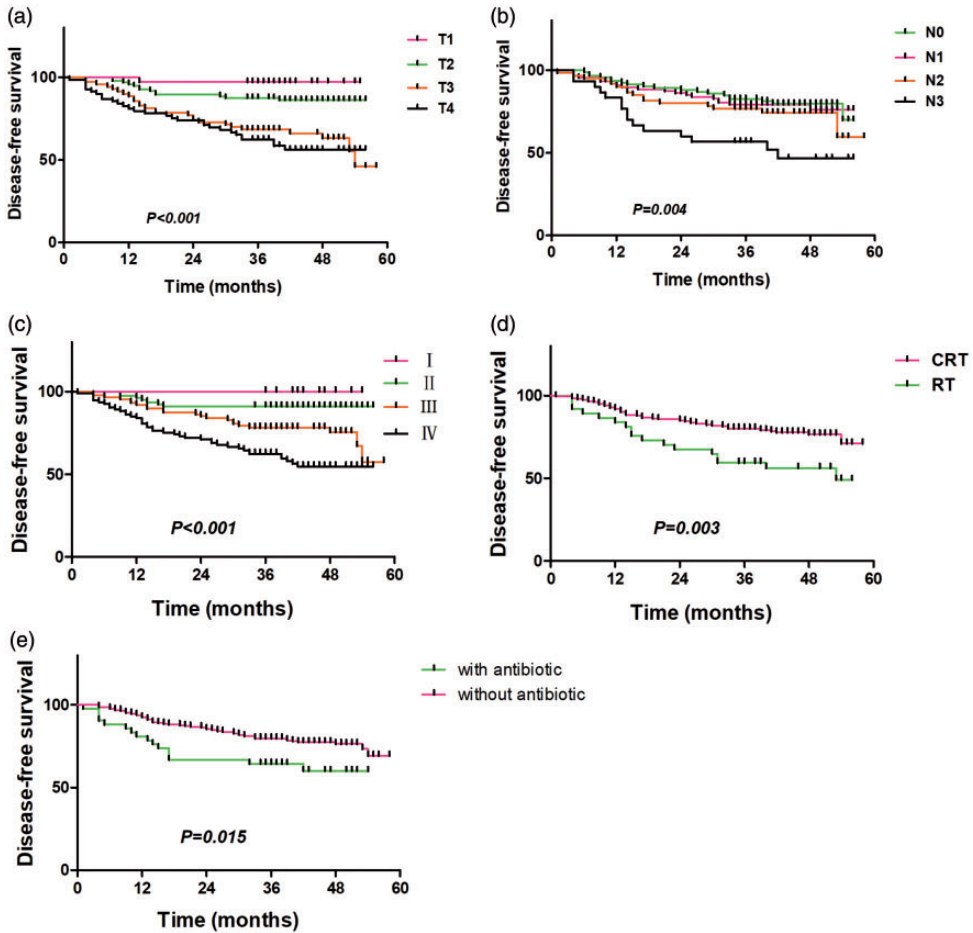 (a)
Disease-free survival
100
50
0
0 12 24 36 48 60
Time (months)
P<0.001
T1
T2
T3
T4
(b)
Disease-free survival
100
50
0
0 12 24 36 48 60
Time (months)
P=0.004
N0
N1
N2
N3
(c)
Disease-free survival
100
50
0
0 12 24 36 48 60
Time (months)
P<0.001
Ⅰ
Ⅱ
Ⅲ
Ⅳ
(d)
Disease-free survival
100
50
0
0 12 24 36 48 60
Time (months)
P=0.003
CRT
RT
(e)
Disease-free survival
100
50
0
0 12 24 36 48 60
Time (months)
P=0.015
with antibiotic
without antibiotic